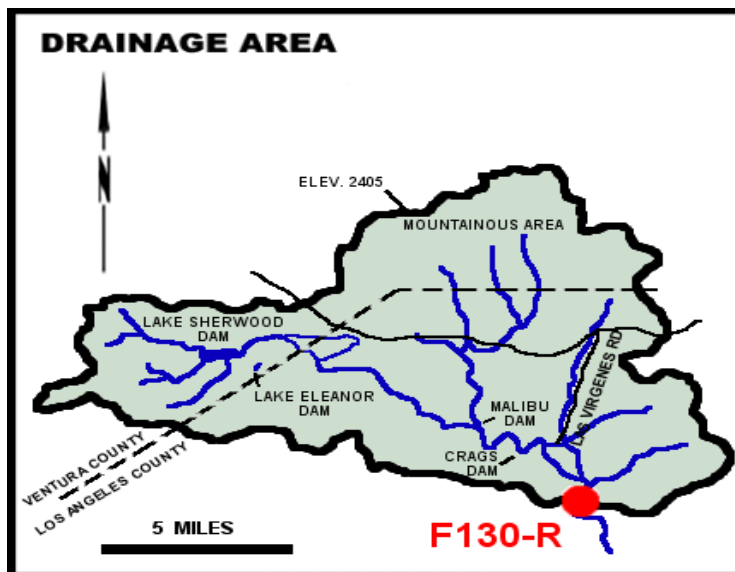 DRAINAGE AREA
N
ELEV. 2405
MOUNTAINOUS AREA
LAKE SHERWOOD
DAM
LAKE ELEANOR
DAM
MALIBU
DAM
LAS VIRGENES RD
CRAGS
DAM
VENTURA COUNTY
LOS ANGELES COUNTY
5 MILES
F130-R